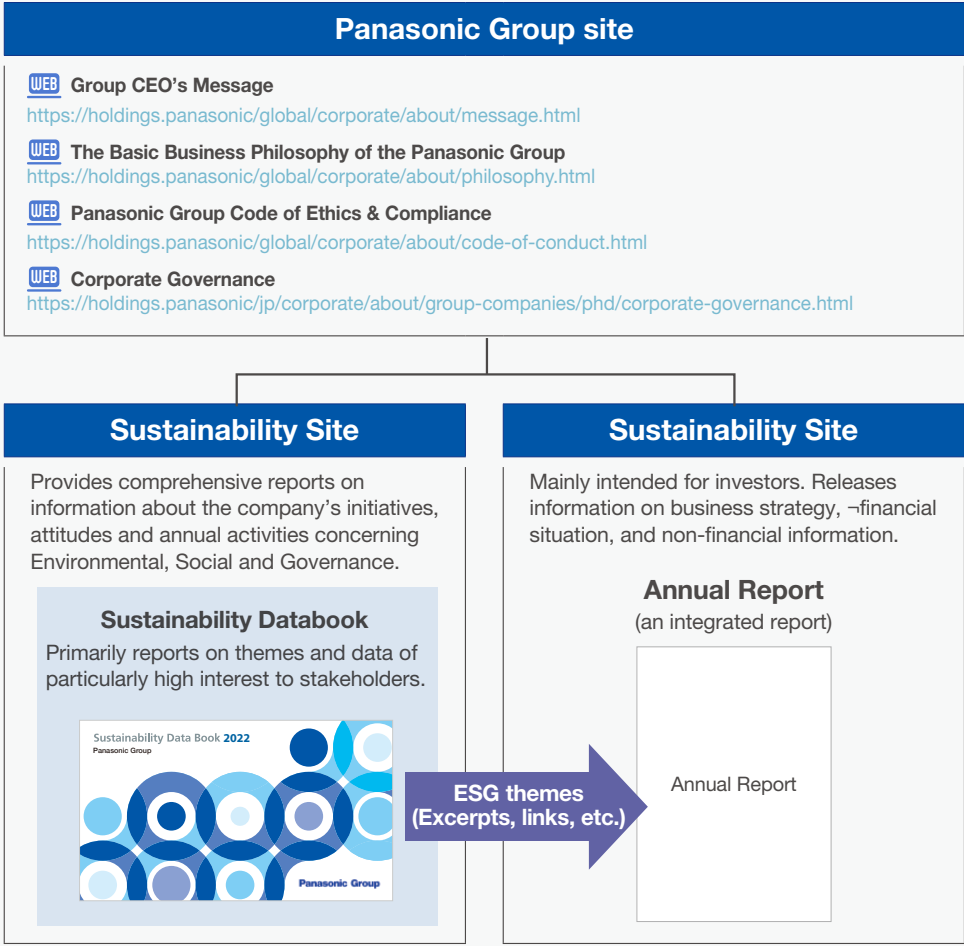 Panasonic Group site
WEB Group CEO's Message
https://holdings.panasonic/global/corporate/about/message.html
WEB The Basic Business Philosophy of the Panasonic Group
https://holdings.panasonic/global/corporate/about/philosophy.html
WEB Panasonic Group Code of Ethics & Compliance
https://holdings.panasonic/global/corporate/about/code-of-conduct.html
WEB Corporate Governance
https://holdings.panasonic/jp/corporate/about/group-companies/phd/corporate-governance.html
Sustainability Site
Provides comprehensive reports on
information about the company's initiatives,
attitudes and annual activities concerning
Environmental, Social and Governance.
Sustainability Databook
Primarily reports on themes and data of
particularly high interest to stakeholders.
Sustainability Data Book 2022
Panasonic Group
Panasonic Group
ESG themes
(Excerpts, links, etc.)
Sustainability Site
Mainly intended for investors. Releases
information on business strategy, ¬financial
situation, and non-financial information.
Annual Report
(an integrated report)
Annual Report